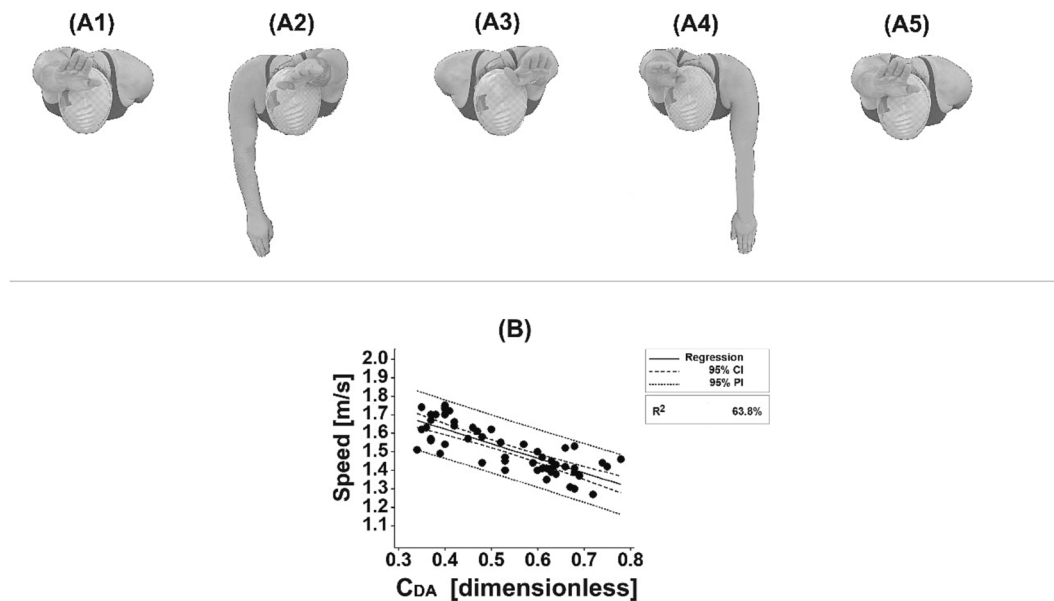 (A1) (A2) (A3) (A4) (A5)
(B)
2.0
1.9
1.8
1.7
1.6
1.5
1.4
1.3
1.2
1.1
Speed [m/s]
0.3 0.4 0.5 0.6 0.7 0.8
CDA [dimensionless]
Regression
95% CI
95% PI
R2 63.8%